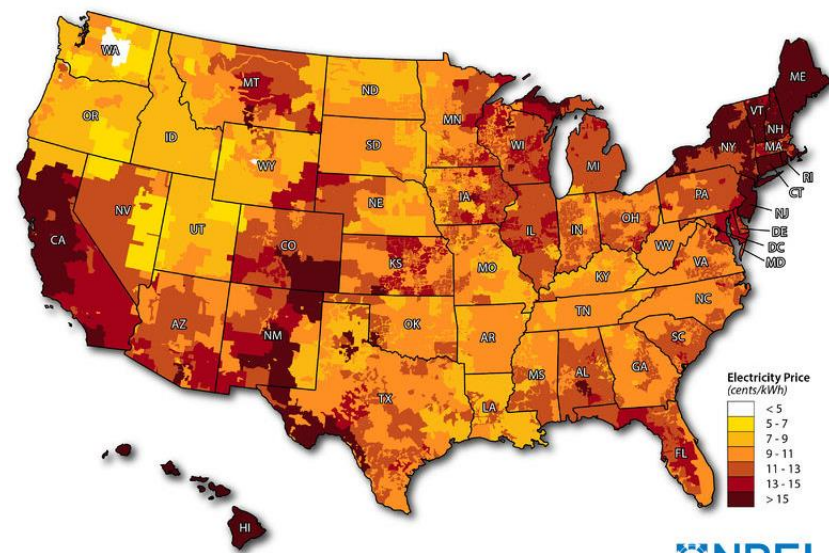 WA
MT
ND
MN
OR
ID
WY
SD
WI
MI
ME
VT
NH
NY
MA
RI
CT
NV
UT
CO
NE
IA
IL
IN
OH
PA
NJ
DE
DC
MD
CA
KS
MO
KY
WV
VA
AZ
NM
OK
AR
TN
NC
SC
TX
LA
MS
AL
GA
FL
HI
Electricity Price
(cents/kWh)
< 5
5 - 7
7 - 9
9 - 11
11 - 13
13 - 15
> 15
NREL